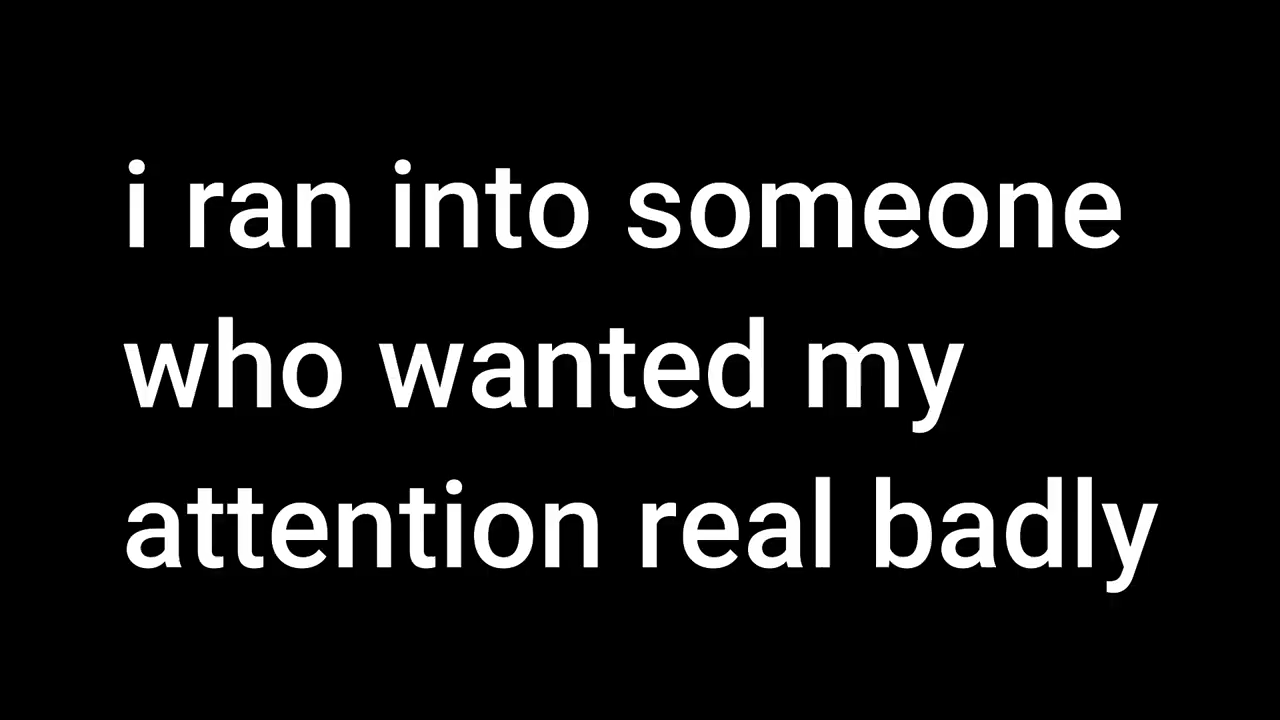 i ran into someone
who wanted my
attention real badly